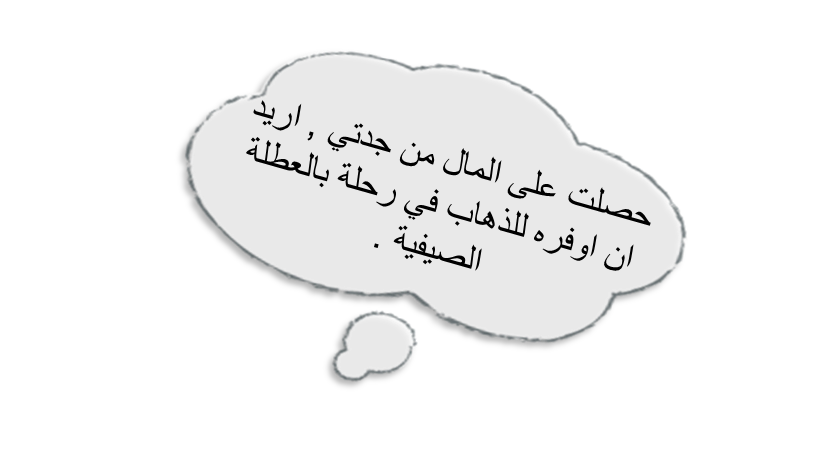 حصلت على المال من جدتي , اريد
ان اوفره للذهاب في رحلة بالعطلة
الصيفية .